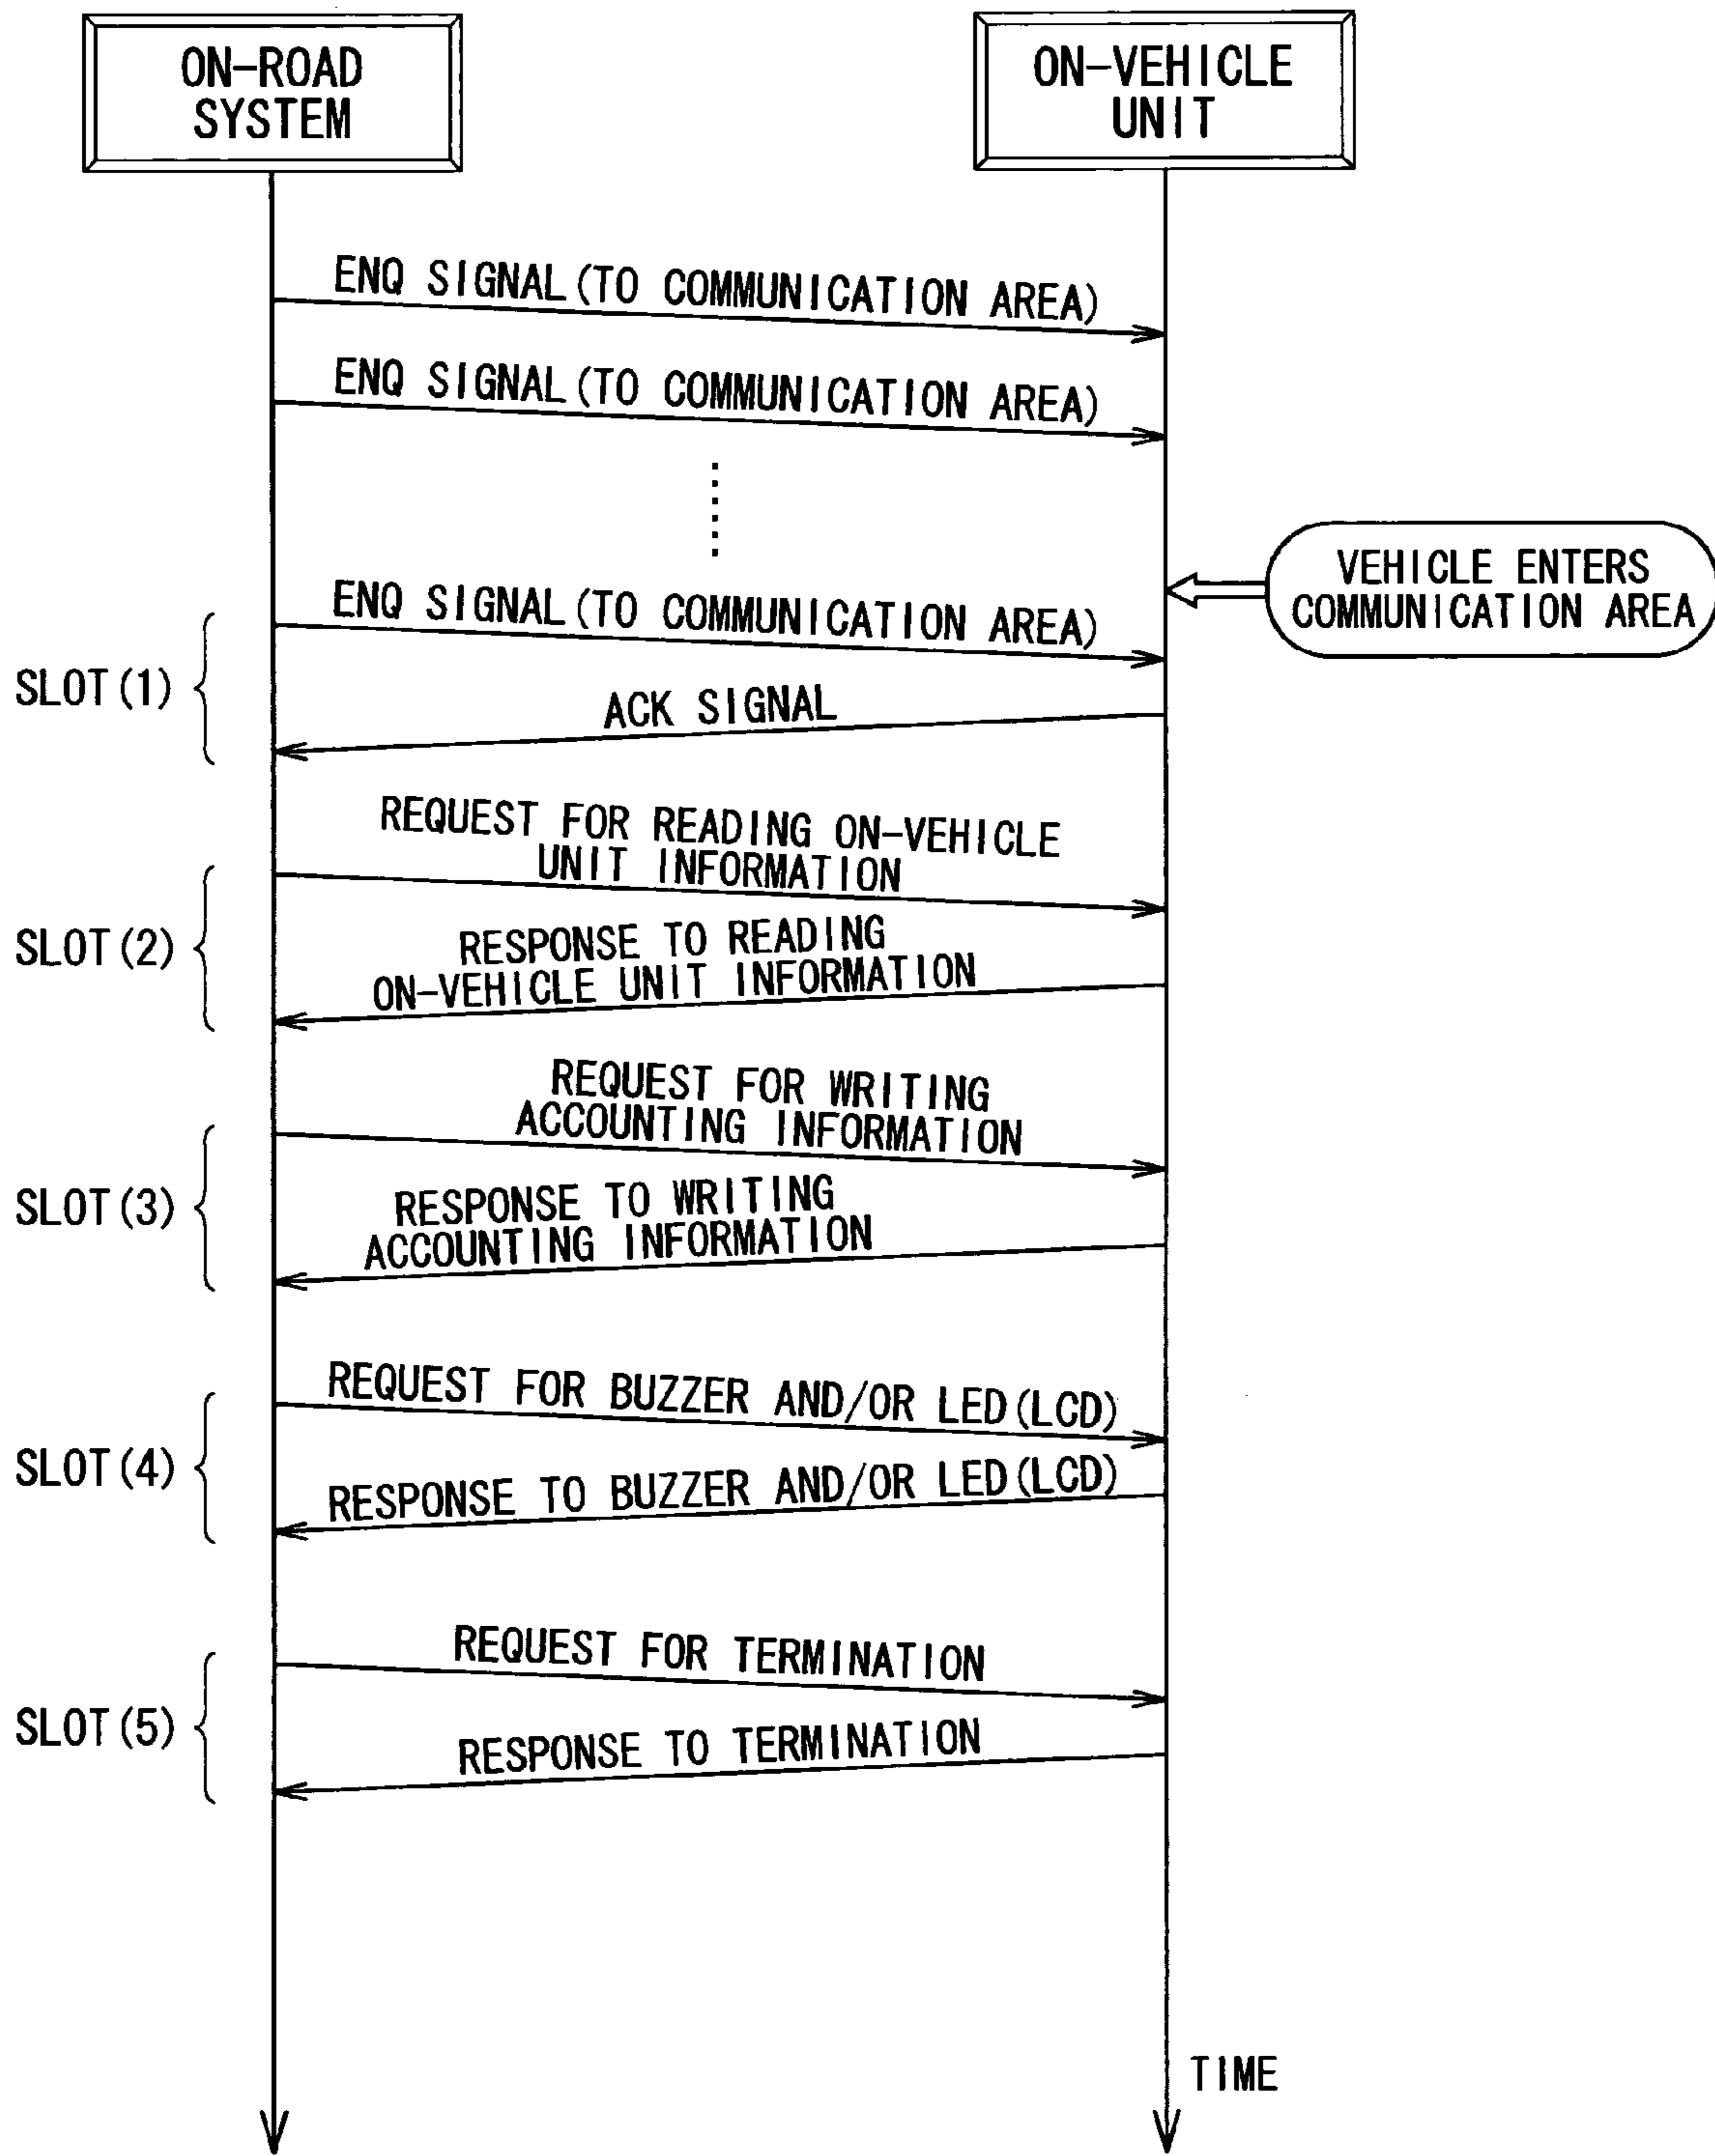 ON-ROAD
SYSTEM
ON-VEHICLE
UNIT
ENQ SIGNAL(TO COMMUNICATION AREA)
ENQ SIGNAL(TO COMMUNICATION AREA)
VEHICLE ENTERS
COMMUNICATION AREA
ENQ SIGNAL(TO COMMUNICATION AREA)
SLOT(1)
ACK SIGNAL
REQUEST FOR READING ON-VEHICLE
UNIT INFORMATION
SLOT(2)
RESPONSE TO READING
ON-VEHICLE UNIT INFORMATION
REQUEST FOR WRITING
ACCOUNTING INFORMATION
SLOT(3)
RESPONSE TO WRITING
ACCOUNTING INFORMATION
REQUEST FOR BUZZER AND/OR LED(LCD)
SLOT(4)
RESPONSE TO BUZZER AND/OR LED(LCD)
REQUEST FOR TERMINATION
SLOT(5)
RESPONSE TO TERMINATION
TIME